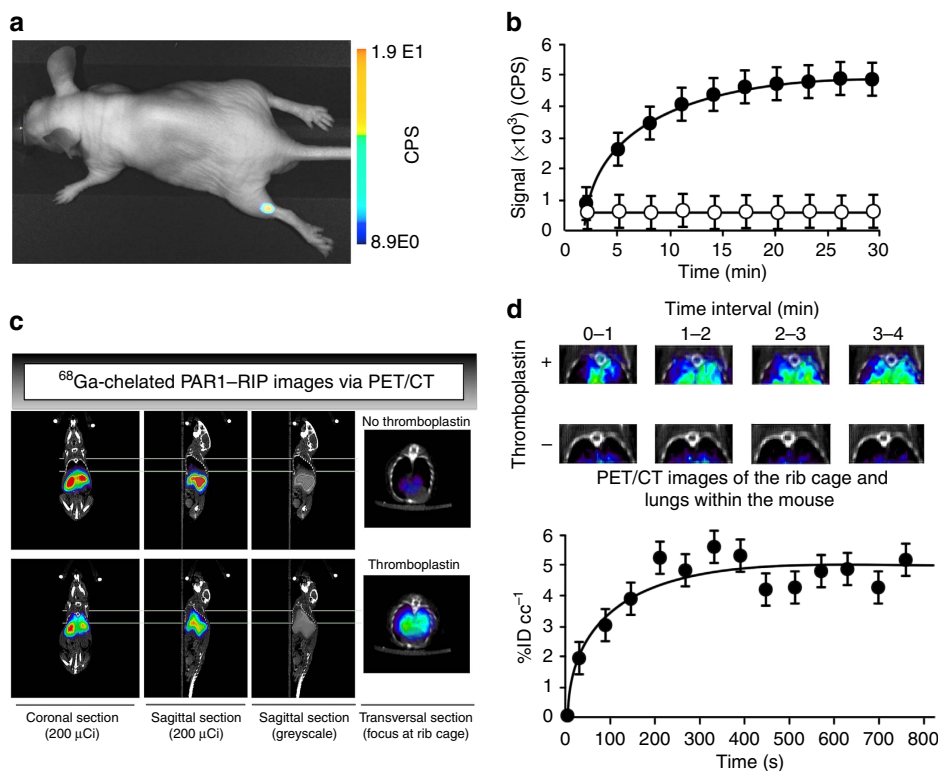 a
1.9 E1
CPS
8.9E0
b
Signal (×10³) (CPS)
6
5
4
3
2
1
0
0 5 10 15 20 25 30
Time (min)
c
⁶⁸Ga-chelated PAR1–RIP images via PET/CT
No thromboplastin
Thromboplastin
Coronal section
(200 μCi)
Sagittal section
(200 μCi)
Sagittal section
(greyscale)
Transversal section
(focus at rib cage)
d
Time interval (min)
0–1 1–2 2–3 3–4
Thromboplastin
+
–
PET/CT images of the rib cage and
lungs within the mouse
%ID cc⁻¹
6
5
4
3
2
1
0
0 100 200 300 400 500 600 700 800
Time (s)